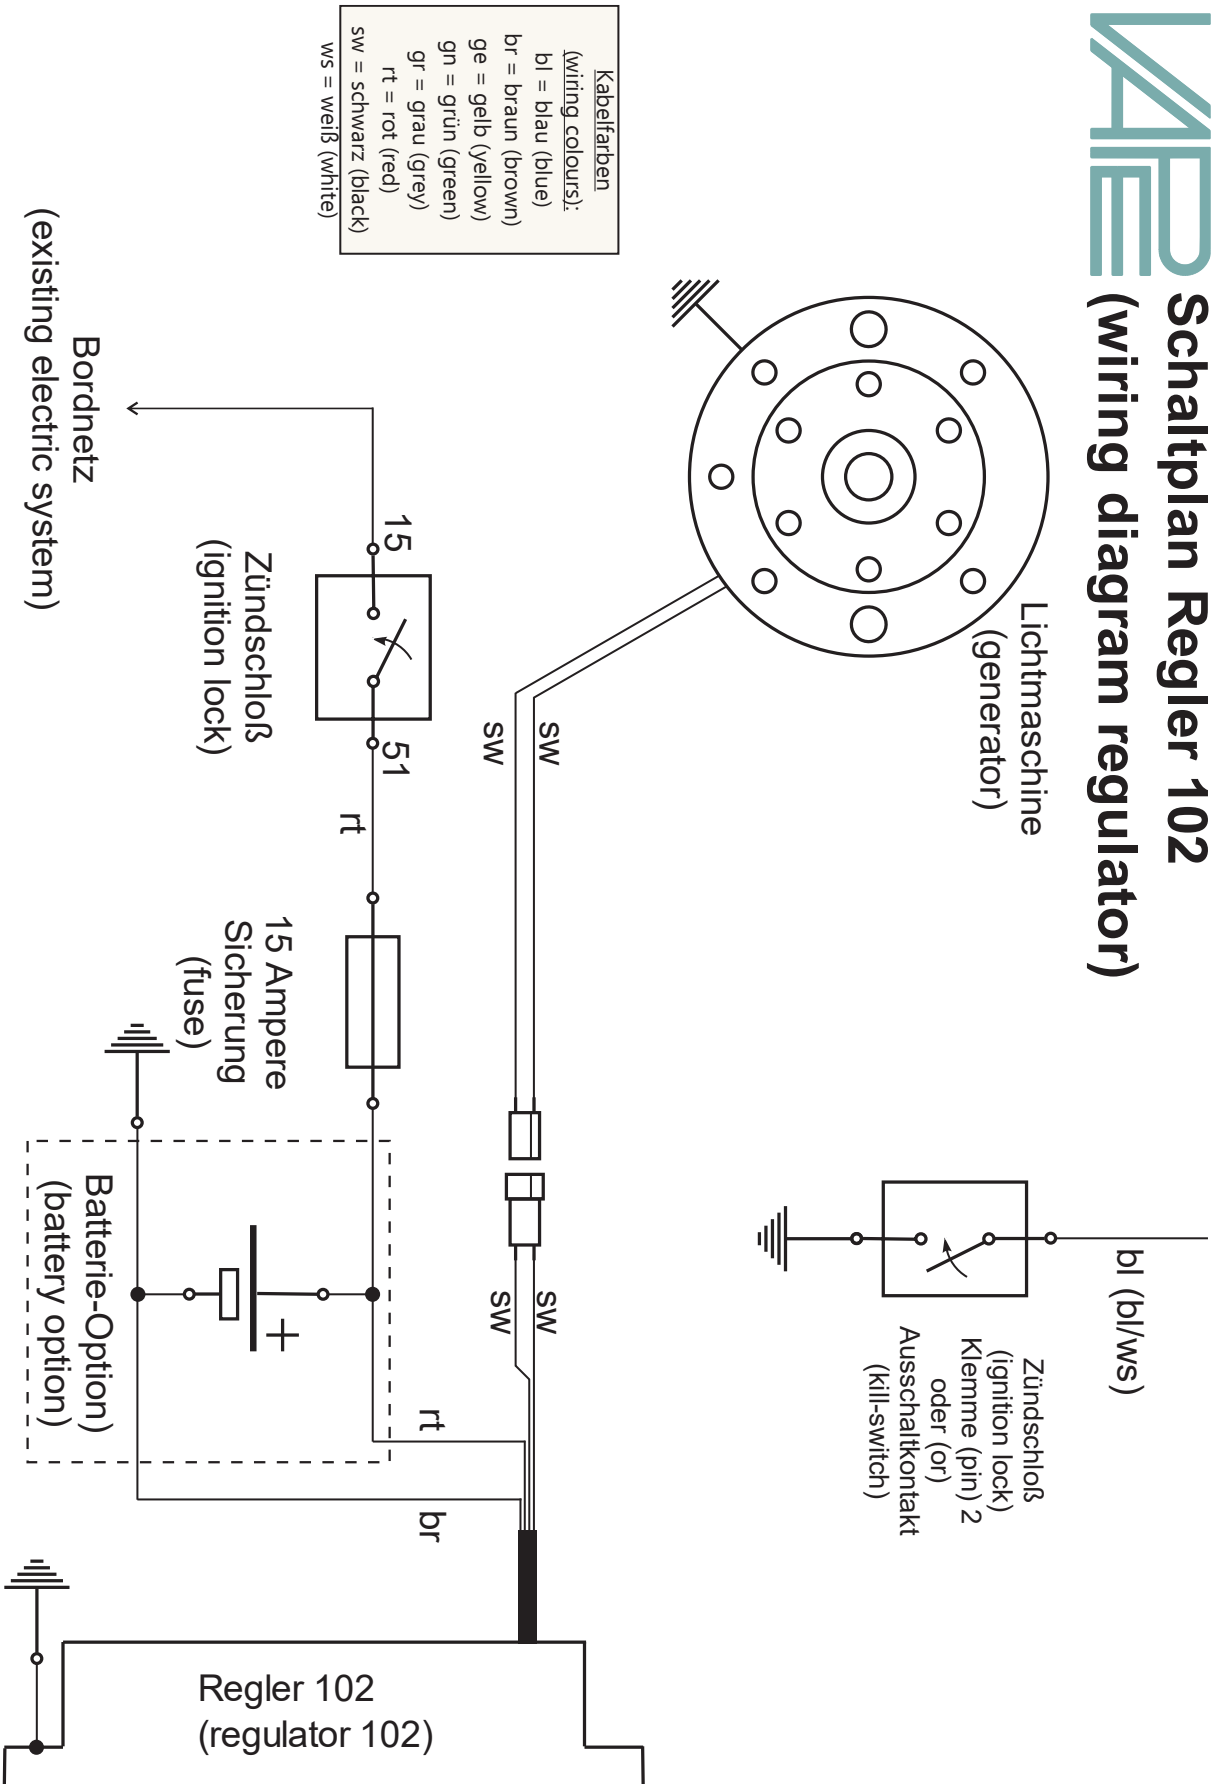 VAPE
Schaltplan Regler 102
(wiring diagram regulator)
Kabelfarben
(wiring colours):
bl = blau (blue)
br = braun (brown)
ge = gelb (yellow)
gn = grün (green)
gr = grau (grey)
rt = rot (red)
sw = schwarz (black)
ws = weiß (white)
Lichtmaschine
(generator)
bl (bl/ws)
Zündschloß
(ignition lock)
Klemme (pin) 2
oder (or)
Ausschaltkontakt
(kill-switch)
sw
sw
sw
sw
15
51
Zündschloß
(ignition lock)
rt
15 Ampere
Sicherung
(fuse)
Bordnetz
(existing electric system)
+
Batterie-Option)
(battery option)
rt
br
Regler 102
(regulator 102)